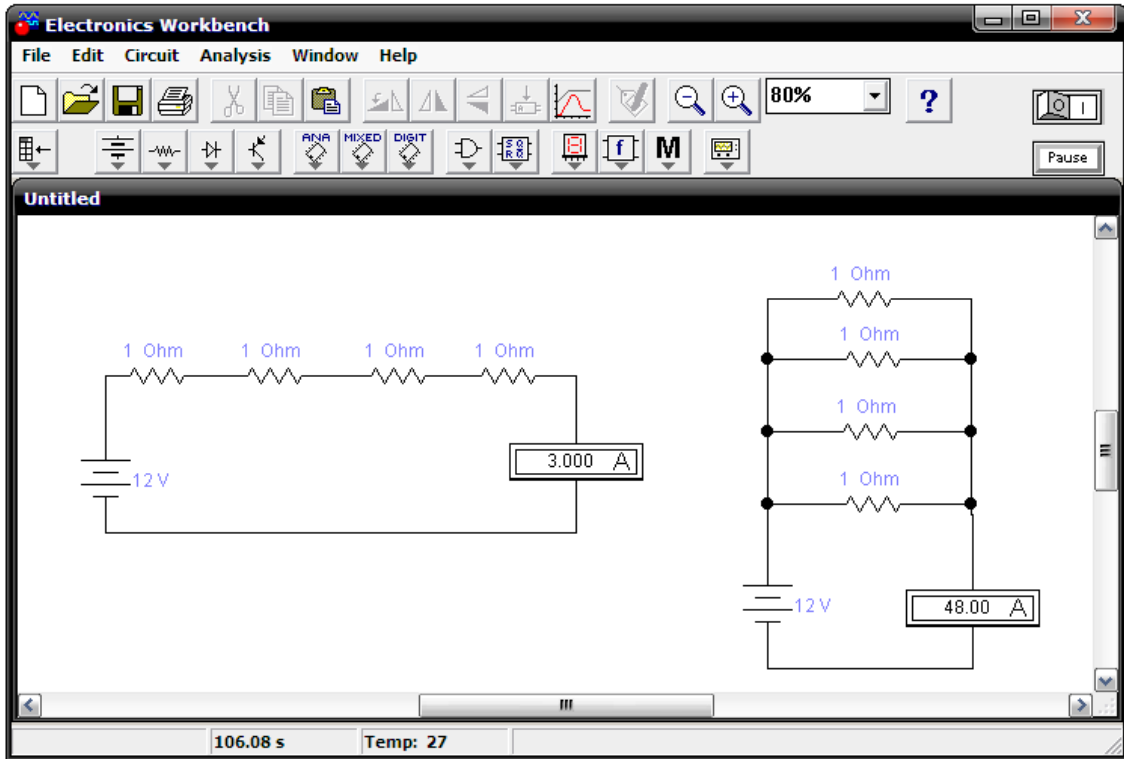 Electronics Workbench
File Edit Circuit Analysis Window Help
80% ?
ANA MIXED DIGIT M
Pause
Untitled
1 Ohm
1 Ohm
1 Ohm 1 Ohm 1 Ohm 1 Ohm
1 Ohm
3.000 A
12 V
1 Ohm
12 V
48.00 A
106.08 s Temp: 27